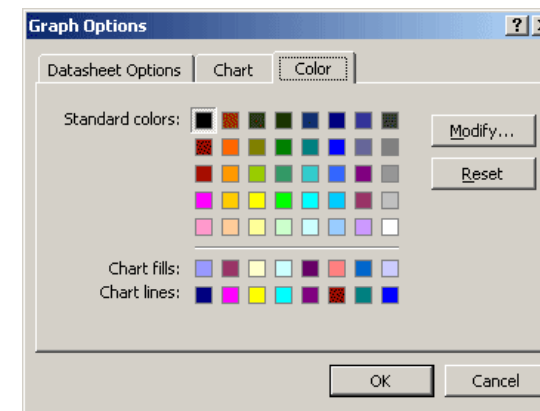 Graph Options
Datasheet Options Chart Color
Standard colors:
Modify...
Reset
Chart fills:
Chart lines:
OK Cancel